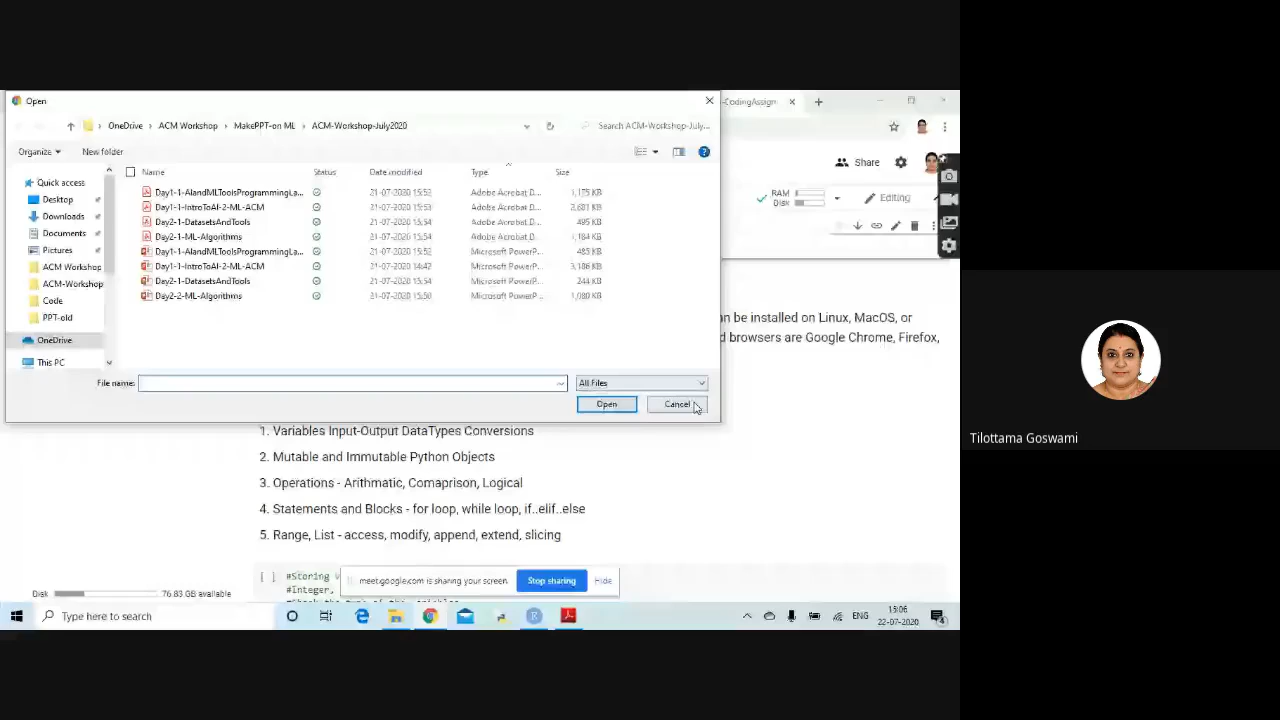 Open
-CodingAssign
OneDrive > ACM Workshop > MakePPT-on ML > ACM-Workshop-July2020
Search ACM-Workshop-July...
Organize
New folder
Share
Quick access
Desktop
Downloads
Documents
Pictures
ACM Workshop
ACM-Workshop
Code
PPT-old
OneDrive
This PC
Name Status Date modified Type Size
Day1-1-AIandMLToolsProgrammingLa... 21-07-2020 15:52 Adobe Acrobat D... 1,175 KB
Day1-1-IntroToAI-2-ML-ACM 21-07-2020 15:53 Adobe Acrobat D... KB
Day2-1-DatasetsAndTools 21-07-2020 15:54 Adobe Acrobat D... 495 KB
Day2-1-ML-Algorithms 21-07-2020 15:54 Adobe Acrobat D... 1,184 KB
Day1-1-AIandMLToolsProgrammingLa... 21-07-2020 15:52 Microsoft PowerP... 485 KB
Day1-1-IntroToAI-2-ML-ACM 21-07-2020 14:42 Microsoft PowerP... 3,186 KB
Day2-1-DatasetsAndTools 21-07-2020 15:54 Microsoft PowerP... 244 KB
Day2-2-ML-Algorithms 21-07-2020 15:50 Microsoft PowerP... 1,080 KB
RAM
Disk
Editing
File name:
All Files
Open
Cancel
an be installed on Linux, MacOS, or
d browsers are Google Chrome, Firefox,
1. Variables Input-Output DataTypes Conversions
2. Mutable and Immutable Python Objects
3. Operations - Arithmatic, Comaprison, Logical
4. Statements and Blocks - for loop, while loop, if..elif..else
5. Range, List - access, modify, append, extend, slicing
[ ] #Storing
#Integer,
meet.google.com is sharing your screen.
Stop sharing
Hide
Disk
76.83 GB available
Type here to search
ENG
15:06
22-07-2020
Tilottama Goswami